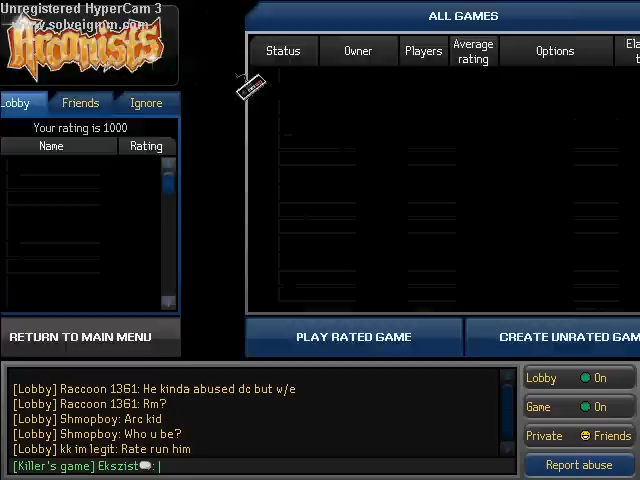 Unregistered HyperCam 3
www.solveigmm.com
Arcanists
Lobby Friends Ignore
Your rating is 1000
Name Rating
RETURN TO MAIN MENU
ALL GAMES
Status Owner Players Average rating Options Ela
PLAY RATED GAME CREATE UNRATED GAM
[Lobby] Raccoon 1361: He kinda abused dc but w/e
[Lobby] Raccoon 1361: Rm?
[Lobby] Shmopboy: Arc kid
[Lobby] Shmopboy: Who u be?
[Lobby] kk im legit: Rate run him
[Killer's game] Ekszist: |
Lobby On
Game On
Private Friends
Report abuse